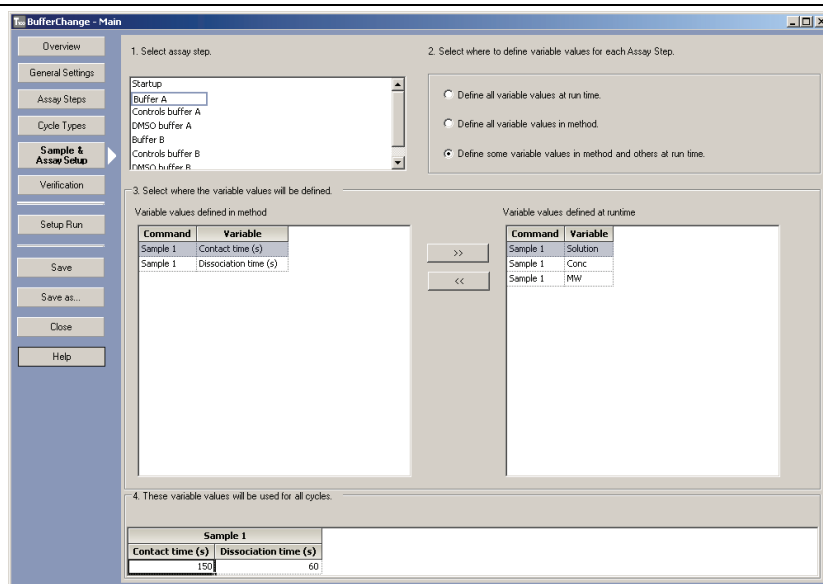 T100 BufferChange - Main
Overview
General Settings
Assay Steps
Cycle Types
Sample &
Assay Setup
Verification
Setup Run
Save
Save as...
Close
Help
1. Select assay step.
Startup
Buffer A
Controls buffer A
DMSO buffer A
Buffer B
Controls buffer B
DMSO buffer B
2. Select where to define variable values for each Assay Step.
Define all variable values at run time.
Define all variable values in method.
Define some variable values in method and others at run time.
3. Select where the variable values will be defined.
Variable values defined in method
Command Variable
Sample 1 Contact time (s)
Sample 1 Dissociation time (s)
>>
<<
Variable values defined at runtime
Command Variable
Sample 1 Solution
Sample 1 Conc
Sample 1 MW
4. These variable values will be used for all cycles.
Sample 1
Contact time (s) Dissociation time (s)
150 60